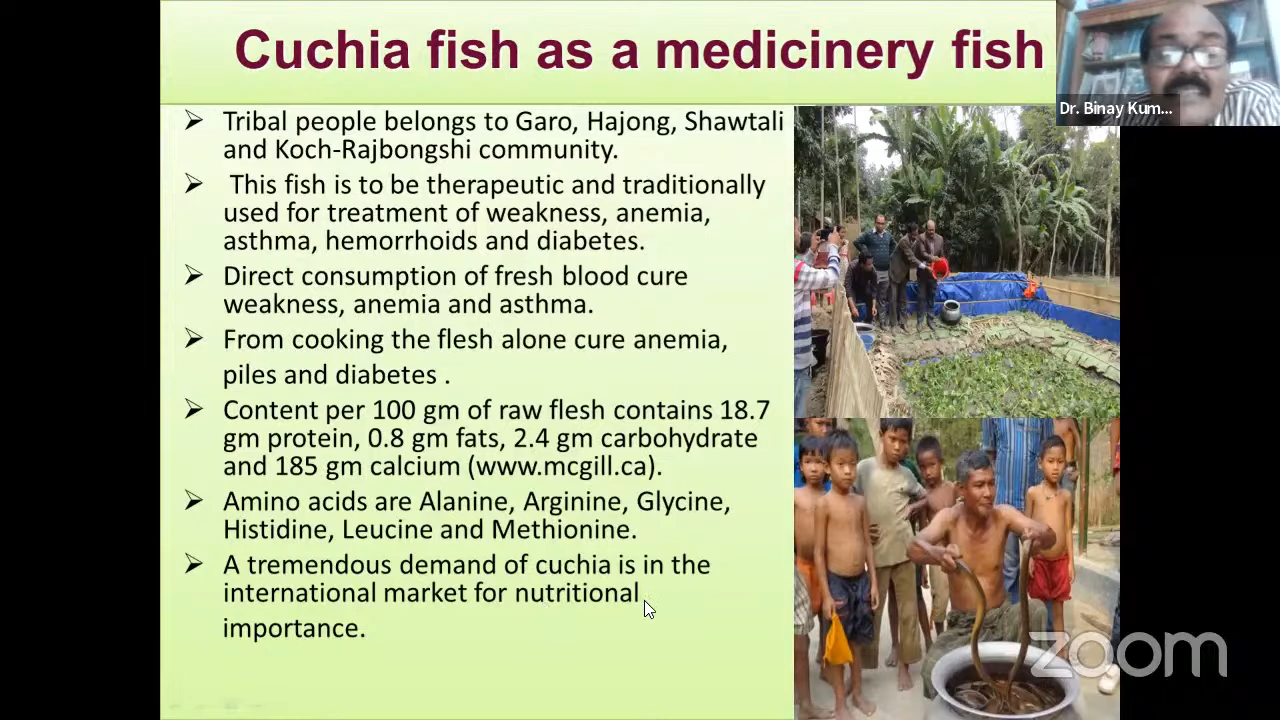 Cuchia fish as a medicinery fish
Dr. Binay Kum...
➢ Tribal people belongs to Garo, Hajong, Shawtali
and Koch-Rajbongshi community.
➢ This fish is to be therapeutic and traditionally
used for treatment of weakness, anemia,
asthma, hemorrhoids and diabetes.
➢ Direct consumption of fresh blood cure
weakness, anemia and asthma.
➢ From cooking the flesh alone cure anemia,
piles and diabetes .
➢ Content per 100 gm of raw flesh contains 18.7
gm protein, 0.8 gm fats, 2.4 gm carbohydrate
and 185 gm calcium (www.mcgill.ca).
➢ Amino acids are Alanine, Arginine, Glycine,
Histidine, Leucine and Methionine.
➢ A tremendous demand of cuchia is in the
international market for nutritional
importance.
zoom